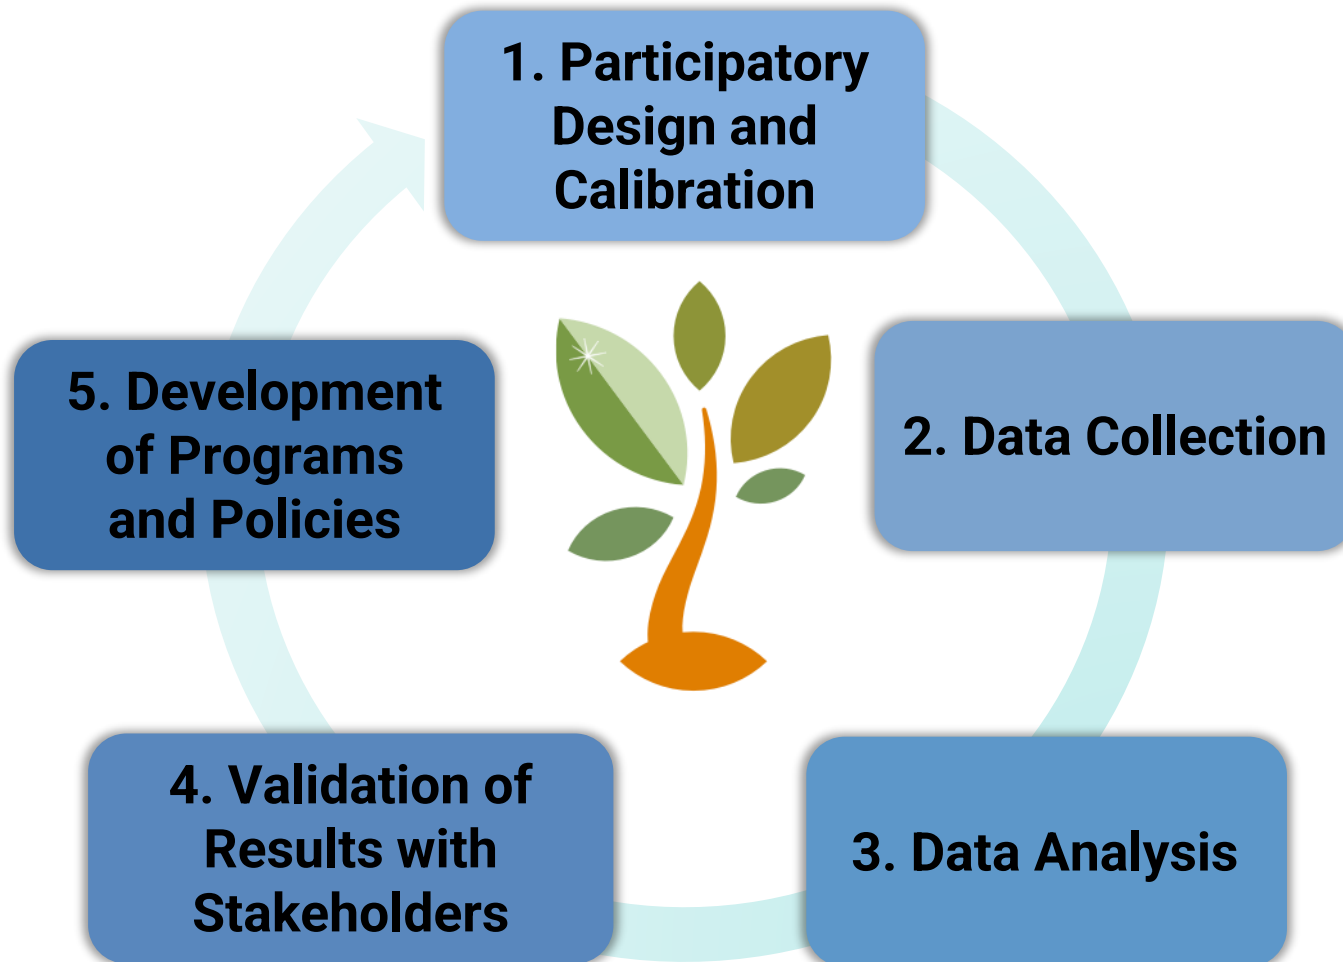 1. Participatory
Design and
Calibration
2. Data Collection
3. Data Analysis
4. Validation of
Results with
Stakeholders
5. Development
of Programs
and Policies